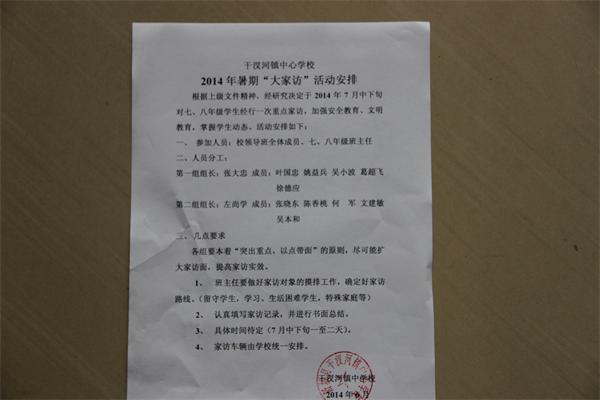 干汊河镇中心学校
2014年暑期“大家访”活动安排
根据上级文件精神、经研究决定于2014年7月中下旬
对七、八年级学生经行一次重点家访，加强安全教育、文明
教育，掌握学生动态、活动安排如下：
一、 参加人员：校领导班全体成员、七、八年级班主任
二、人员分工：
第一组组长：张大忠 成员：叶国忠 姚益兵 吴小波 葛超飞
徐德应
第二组组长：左尚学 成员：张晓东 陈香桃 何 军 文建敏
吴本和
三、 几点要求
各组要本着“突出重点，以点带面”的原则，尽可能扩
大家访面，提高家访实效。
1、 班主任要做好家访对象的摸排工作，确定好家访
路线。（留守学生，学习、生活困难学生，特殊家庭等）
2、 认真填写家访记录，并进行书面总结。
3、 具体时间待定（7月中下旬一至二天）。
4、 家访车辆由学校统一安排。
干汊河镇中学校
2014年6月